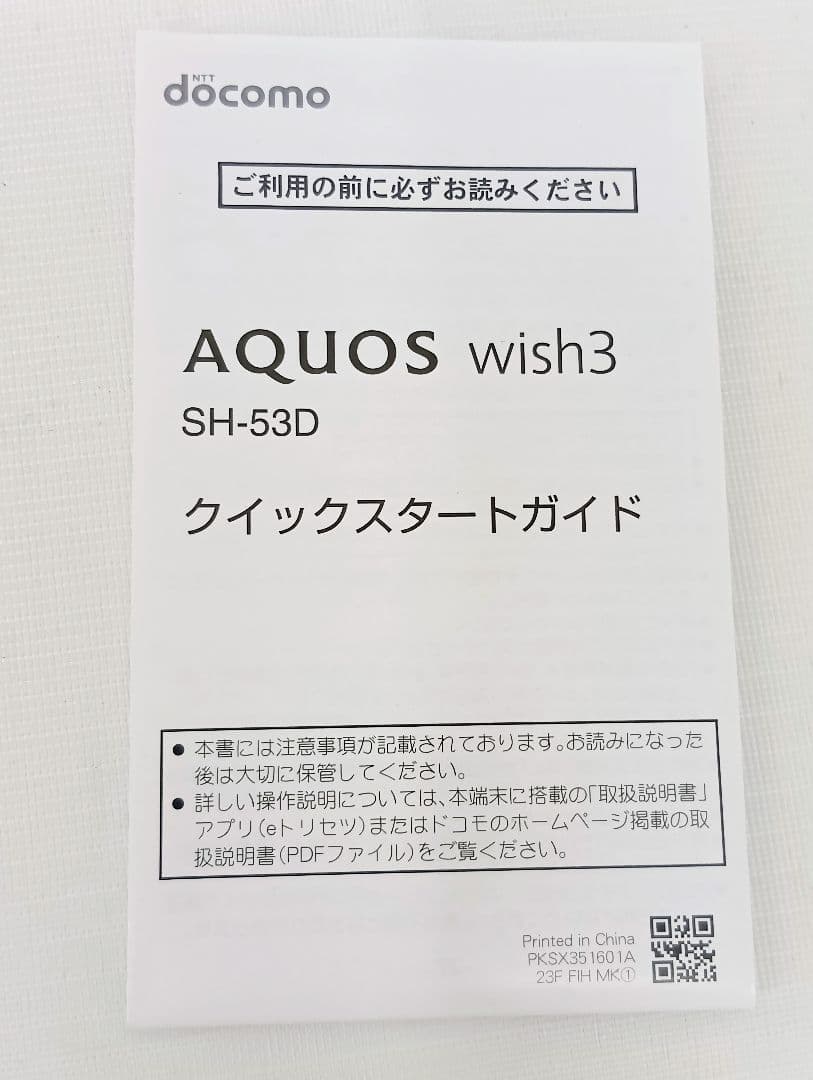 NTT
docomo
ご利用の前に必ずお読みください
AQUOS wish3
SH-53D
クイックスタートガイド
● 本書には注意事項が記載されております。お読みになった
後は大切に保管してください。
● 詳しい操作説明については、本端末に搭載の「取扱説明書」
アプリ(eトリセツ)またはドコモのホームページ掲載の取
扱説明書(PDFファイル)をご覧ください。
Printed in China
PKSX351601A
23F FIH MK①